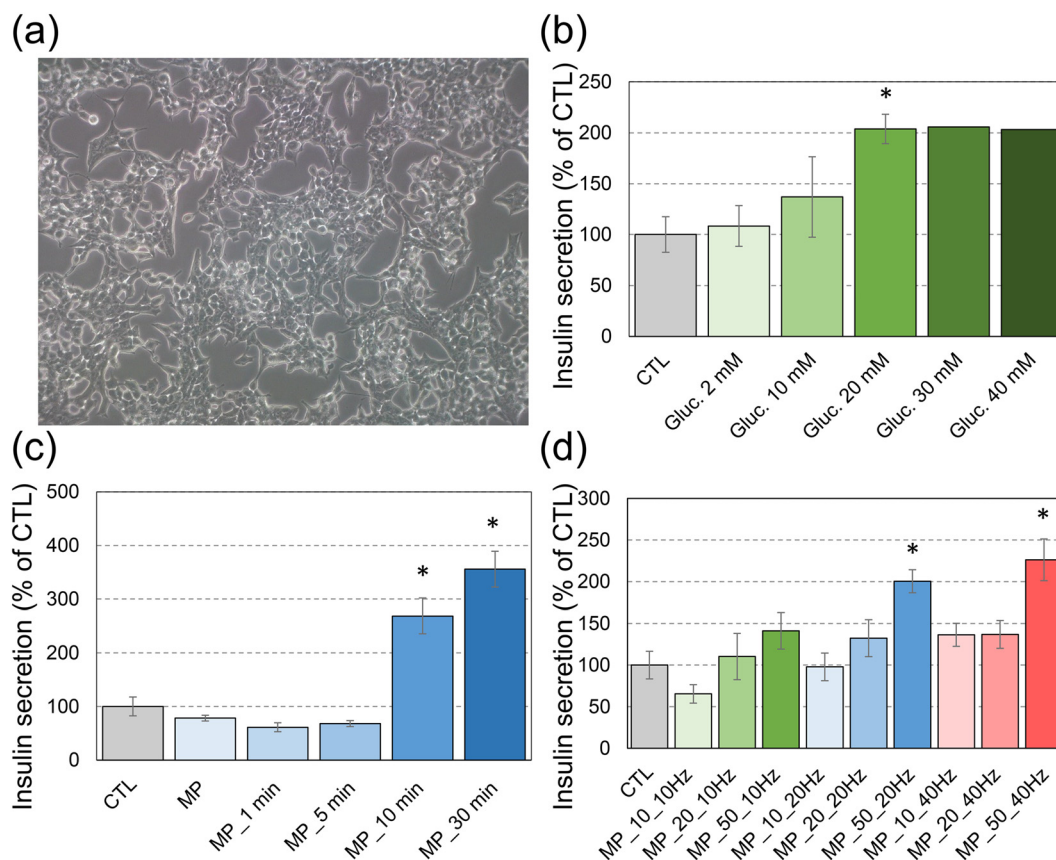 (a)
(b)
Insulin secretion (% of CTL)
250
200
150
100
50
0
*
CTL
Gluc. 2 mM
Gluc. 10 mM
Gluc. 20 mM
Gluc. 30 mM
Gluc. 40 mM
(c)
Insulin secretion (% of CTL)
500
400
300
200
100
0
*
*
CTL
MP
MP_1 min
MP_5 min
MP_10 min
MP_30 min
(d)
Insulin secretion (% of CTL)
300
250
200
150
100
50
0
*
*
CTL
MP_10_10Hz
MP_20_10Hz
MP_50_10Hz
MP_10_20Hz
MP_20_20Hz
MP_50_20Hz
MP_10_40Hz
MP_20_40Hz
MP_50_40Hz